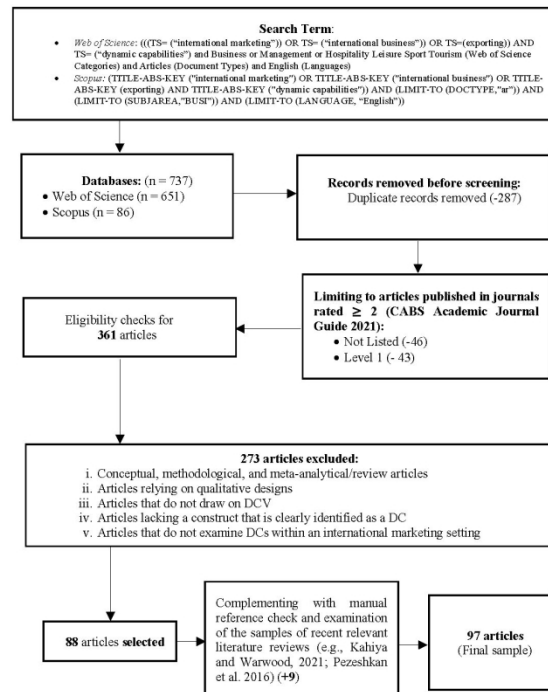 Search Term:
• Web of Science: (((TS= (“international marketing”)) OR TS= (“international business”)) OR TS=(exporting)) AND
TS= (“dynamic capabilities”) and Business or Management or Hospitality Leisure Sport Tourism (Web of Science
Categories) and Articles (Document Types) and English (Languages)
• Scopus: (TITLE-ABS-KEY ("international marketing") OR TITLE-ABS-KEY ("international business") OR TITLE-
ABS-KEY (exporting) AND TITLE-ABS-KEY ("dynamic capabilities")) AND (LIMIT-TO (DOCTYPE,"ar")) AND
(LIMIT-TO (SUBJAREA,"BUSI")) AND (LIMIT-TO (LANGUAGE, “English”))
Databases: (n = 737)
• Web of Science (n = 651)
• Scopus (n = 86)
Records removed before screening:
Duplicate records removed (-287)
Limiting to articles published in journals
rated ≥ 2 (CABS Academic Journal
Guide 2021):
• Not Listed (-46)
• Level 1 (- 43)
Eligibility checks for
361 articles
273 articles excluded:
i. Conceptual, methodological, and meta-analytical/review articles
ii. Articles relying on qualitative designs
iii. Articles that do not draw on DCV
iv. Articles lacking a construct that is clearly identified as a DC
v. Articles that do not examine DCs within an international marketing setting
88 articles selected
Complementing with manual
reference check and examination
of the samples of recent relevant
literature reviews (e.g., Kahiya
and Warwood, 2021; Pezeshkan
et al. 2016) (+9)
97 articles
(Final sample)